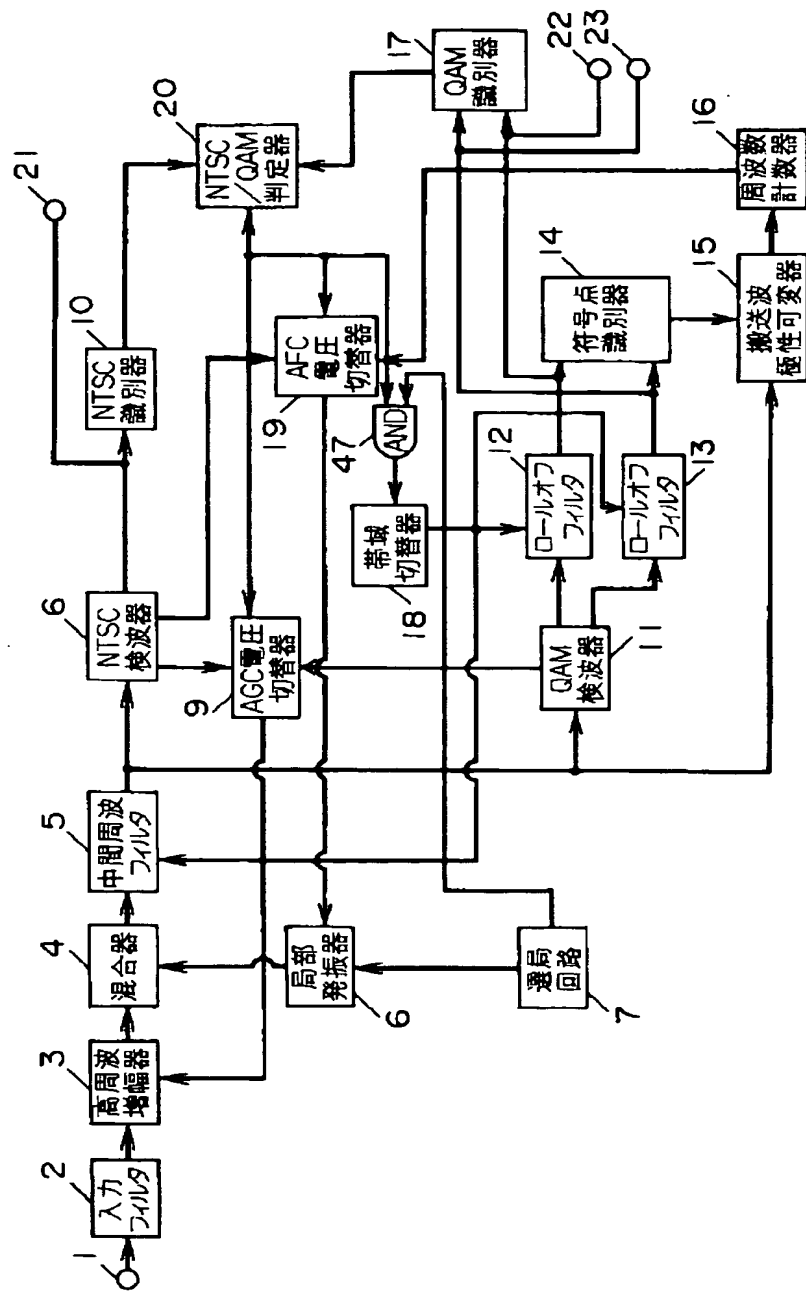 1
2
入力
フィルタ
3
高周波
増幅器
4
混合器
5
中間周波
フィルタ
6
NTSC
検波器
10
NTSC
識別器
21
20
NTSC
QAM
判定器
17
QAM
識別器
22
23
9
AGC電圧
切替器
19
AFC
電圧
切替器
47
AND
18
帯域
切替器
6
局部
発振器
7
選局
回路
11
QAM
検波器
12
ロールオフ
フィルタ
13
ロールオフ
フィルタ
14
符号点
識別器
15
搬送波
極性可変器
16
周波数
計数器